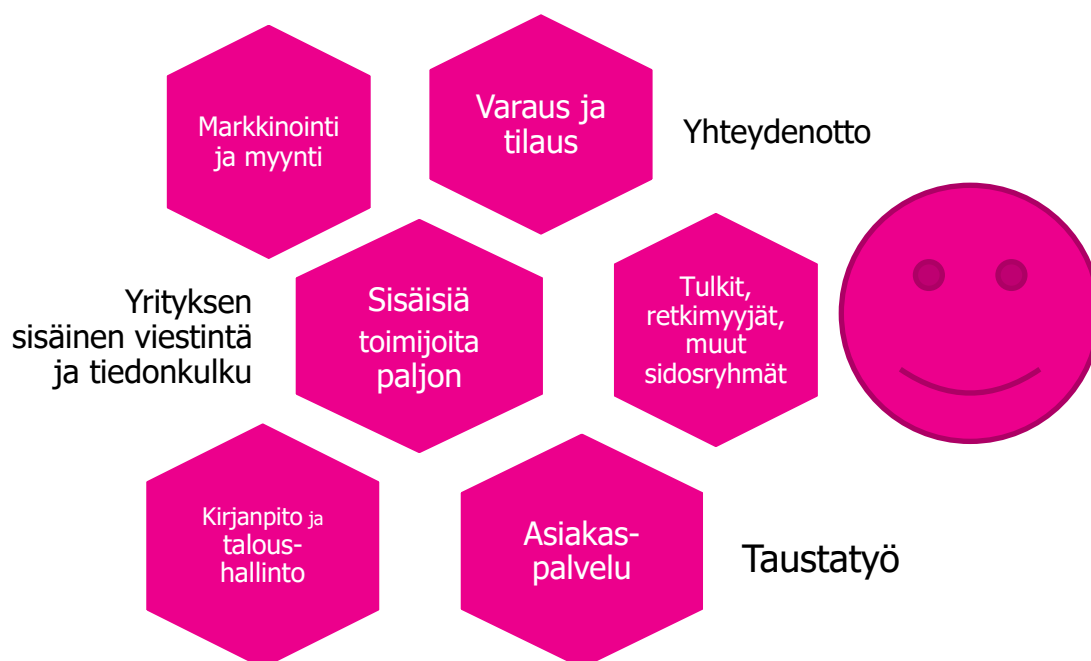 Markkinointi
ja myynti
Varaus ja
tilaus
Yhteydenotto
Yrityksen
sisäinen viestintä
ja tiedonkulku
Sisäisiä
toimijoita
paljon
Tulkit,
retkimyyjät,
muut
sidosryhmät
Kirjanpito ja
talous-
hallinto
Asiakas-
palvelu
Taustatyö